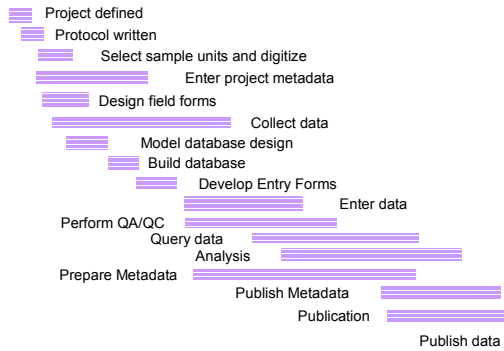 Project defined
Protocol written
Select sample units and digitize
Enter project metadata
Design field forms
Collect data
Model database design
Build database
Develop Entry Forms
Enter data
Perform QA/QC
Query data
Analysis
Prepare Metadata
Publish Metadata
Publication
Publish data